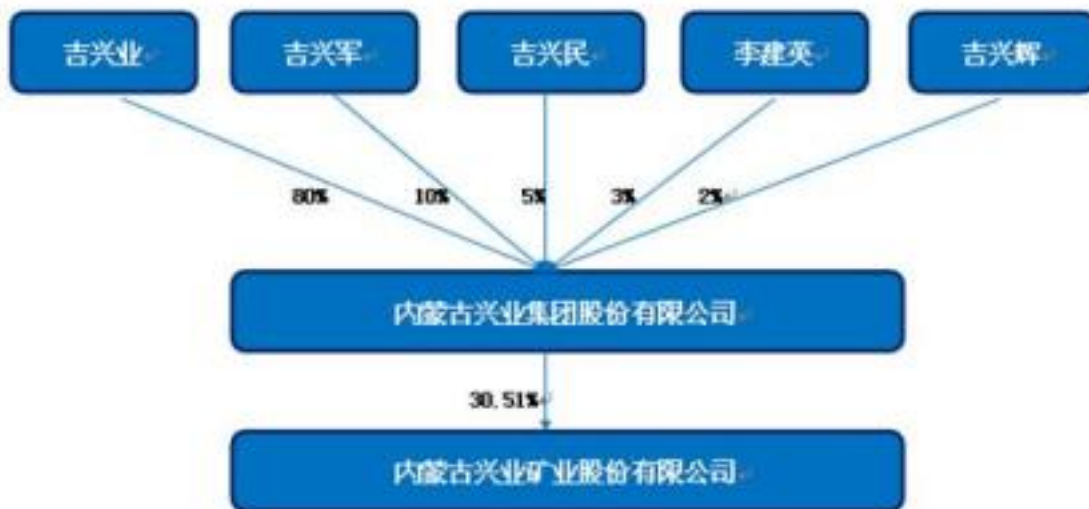 吉兴业 吉兴军 吉兴民 李建英 吉兴辉
80% 10% 5% 3% 2%
内蒙古兴业集团股份有限公司
30.51%
内蒙古兴业矿业股份有限公司